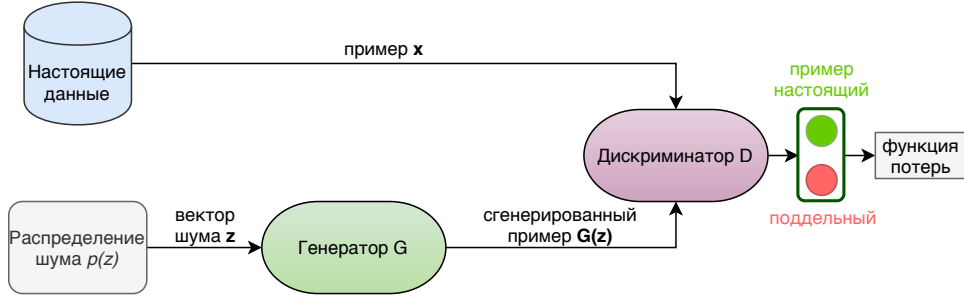 Настоящие
данные
пример x
Дискриминатор D
пример
настоящий
поддельный
функция
потерь
Распределение
шума p(z)
вектор
шума z
Генератор G
сгенерированный
пример G(z)